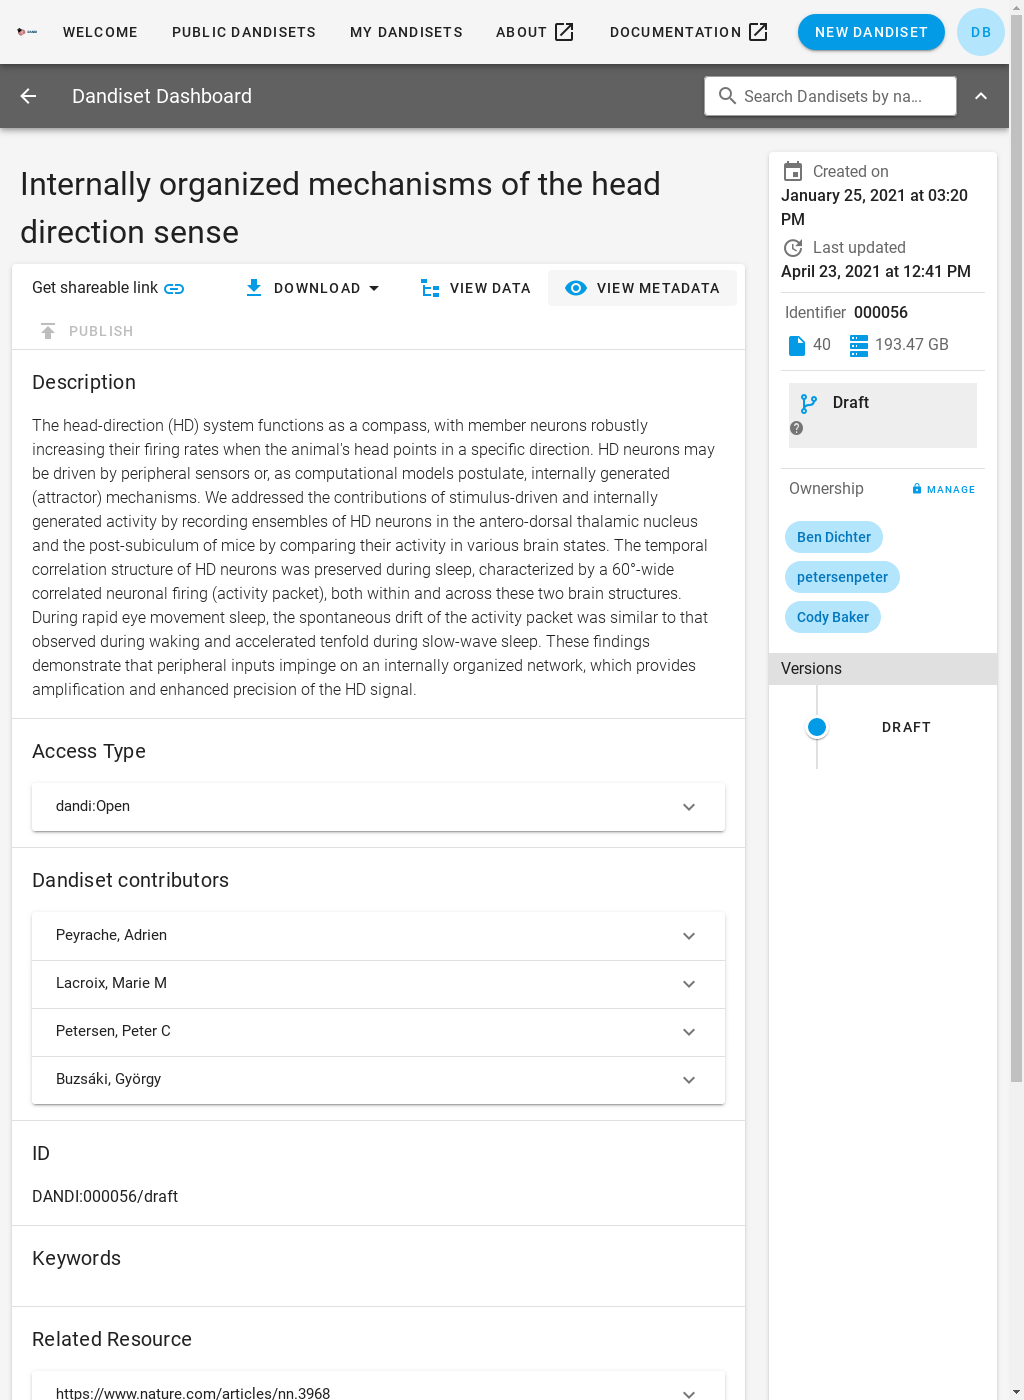 WELCOME
PUBLIC DANDISETS
MY DANDISETS
ABOUT
DOCUMENTATION
NEW DANDISET
DB
Dandiset Dashboard
Search Dandisets by na...
Internally organized mechanisms of the head
direction sense
Get shareable link
DOWNLOAD
VIEW DATA
VIEW METADATA
PUBLISH
Description
The head-direction (HD) system functions as a compass, with member neurons robustly
increasing their firing rates when the animal's head points in a specific direction. HD neurons may
be driven by peripheral sensors or, as computational models postulate, internally generated
(attractor) mechanisms. We addressed the contributions of stimulus-driven and internally
generated activity by recording ensembles of HD neurons in the antero-dorsal thalamic nucleus
and the post-subiculum of mice by comparing their activity in various brain states. The temporal
correlation structure of HD neurons was preserved during sleep, characterized by a 60°-wide
correlated neuronal firing (activity packet), both within and across these two brain structures.
During rapid eye movement sleep, the spontaneous drift of the activity packet was similar to that
observed during waking and accelerated tenfold during slow-wave sleep. These findings
demonstrate that peripheral inputs impinge on an internally organized network, which provides
amplification and enhanced precision of the HD signal.
Access Type
dandi:Open
Dandiset contributors
Peyrache, Adrien
Lacroix, Marie M
Petersen, Peter C
Buzsáki, György
ID
DANDI:000056/draft
Keywords
Related Resource
https://www.nature.com/articles/nn.3968
Created on
January 25, 2021 at 03:20
PM
Last updated
April 23, 2021 at 12:41 PM
Identifier 000056
40
193.47 GB
Draft
Ownership
MANAGE
Ben Dichter
petersenpeter
Cody Baker
Versions
DRAFT